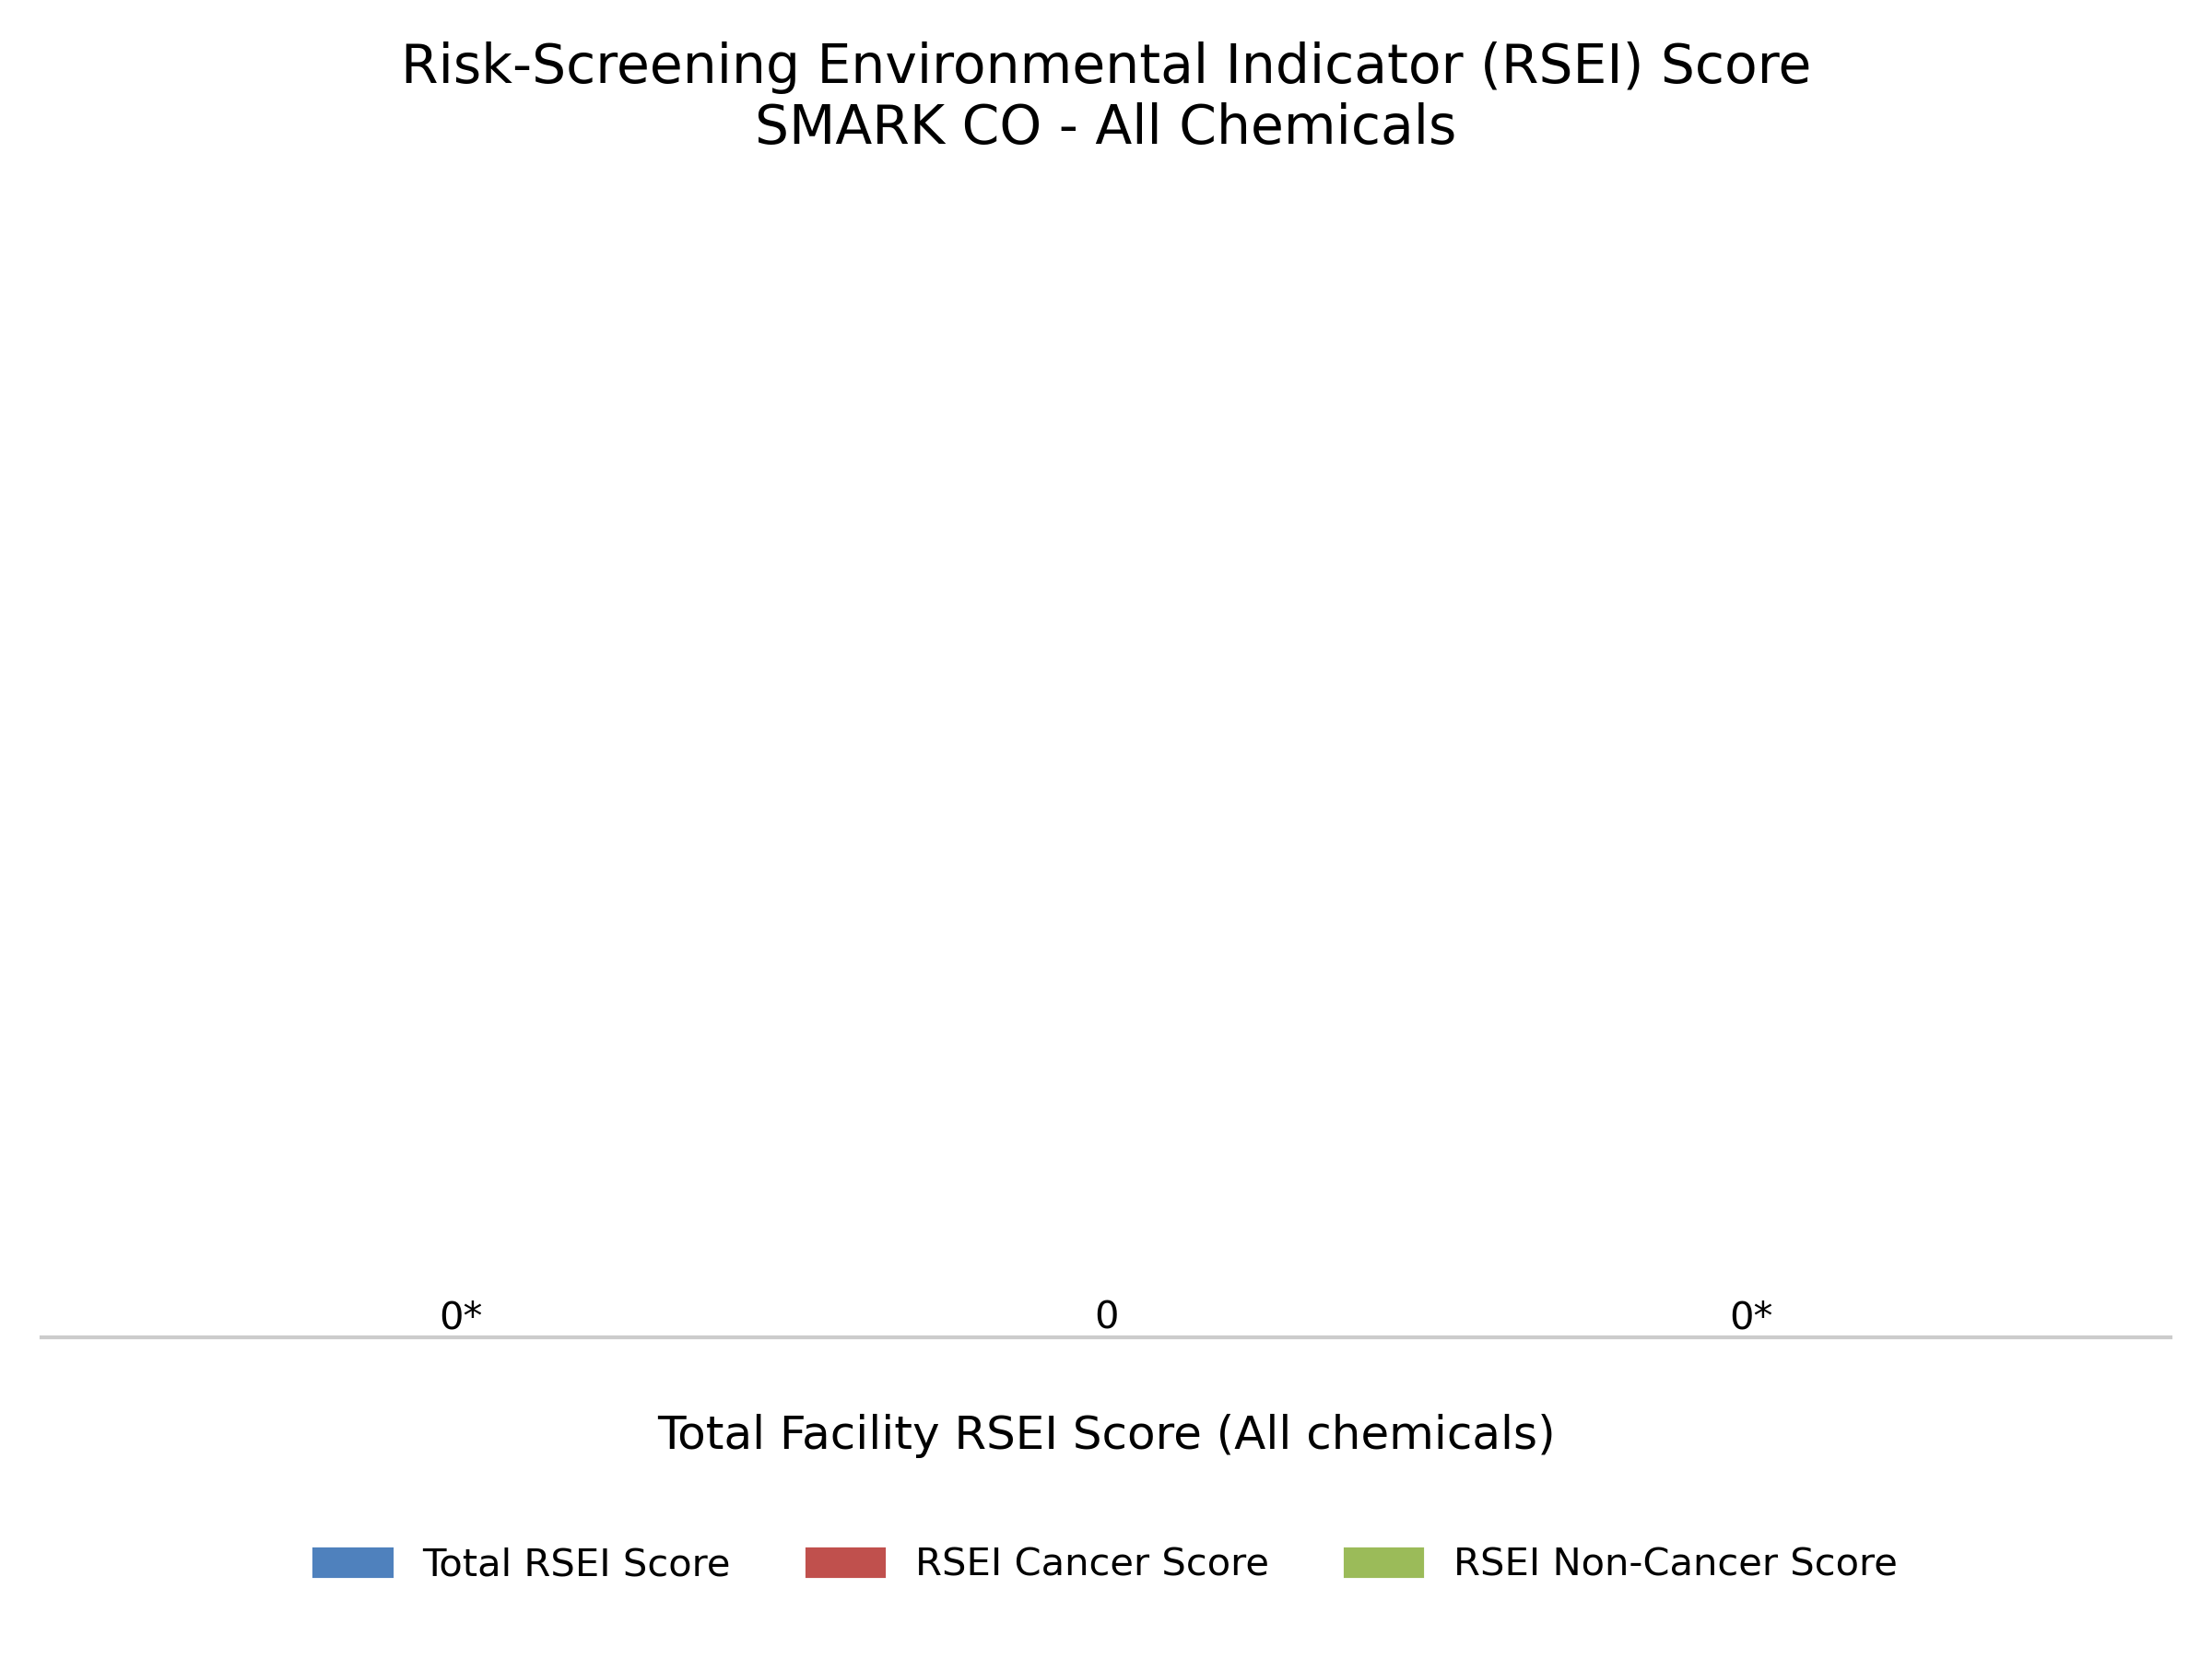 Risk-Screening Environmental Indicator (RSEI) Score
SMARK CO - All Chemicals
0* 0 0*
Total Facility RSEI Score (All chemicals)
Total RSEI Score RSEI Cancer Score RSEI Non-Cancer Score